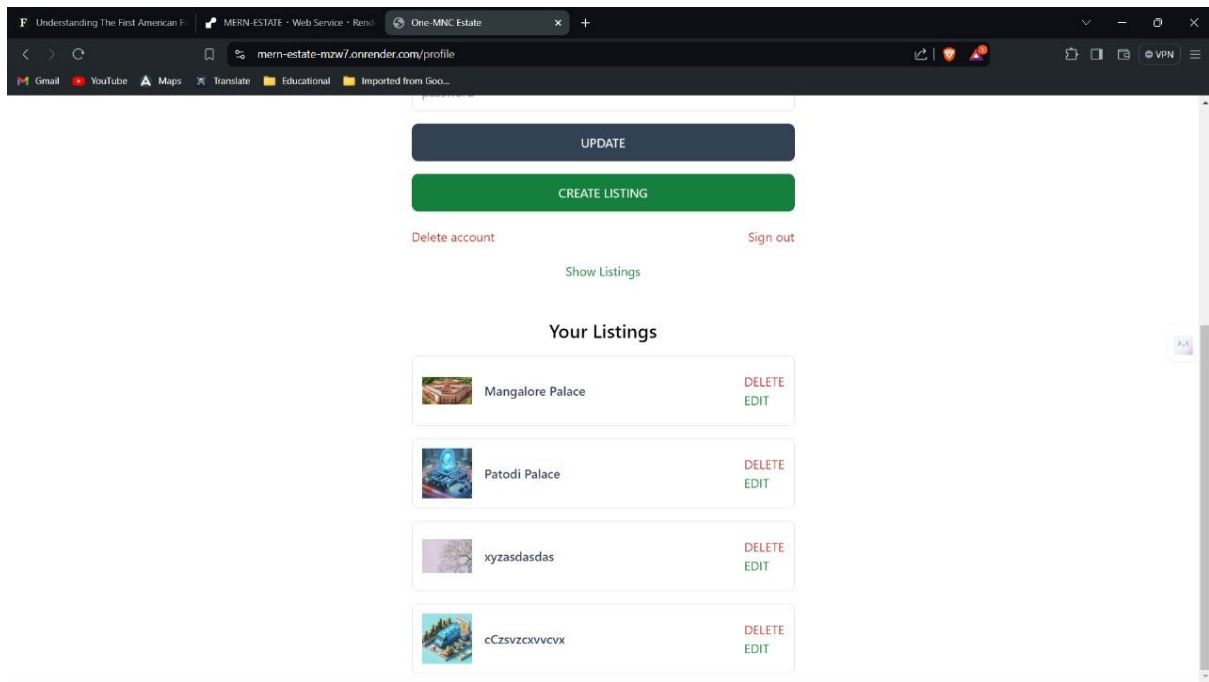 Understanding The First American Fi
MERN-ESTATE · Web Service · Rend
One-MNC Estate
mern-estate-mzw7.onrender.com/profile
VPN
Gmail
YouTube
Maps
Translate
Educational
Imported from Goo...
UPDATE
CREATE LISTING
Delete account
Sign out
Show Listings
Your Listings
Mangalore Palace
DELETE
EDIT
Patodi Palace
DELETE
EDIT
xyzasdasdas
DELETE
EDIT
cCzsvzcxvvcvx
DELETE
EDIT